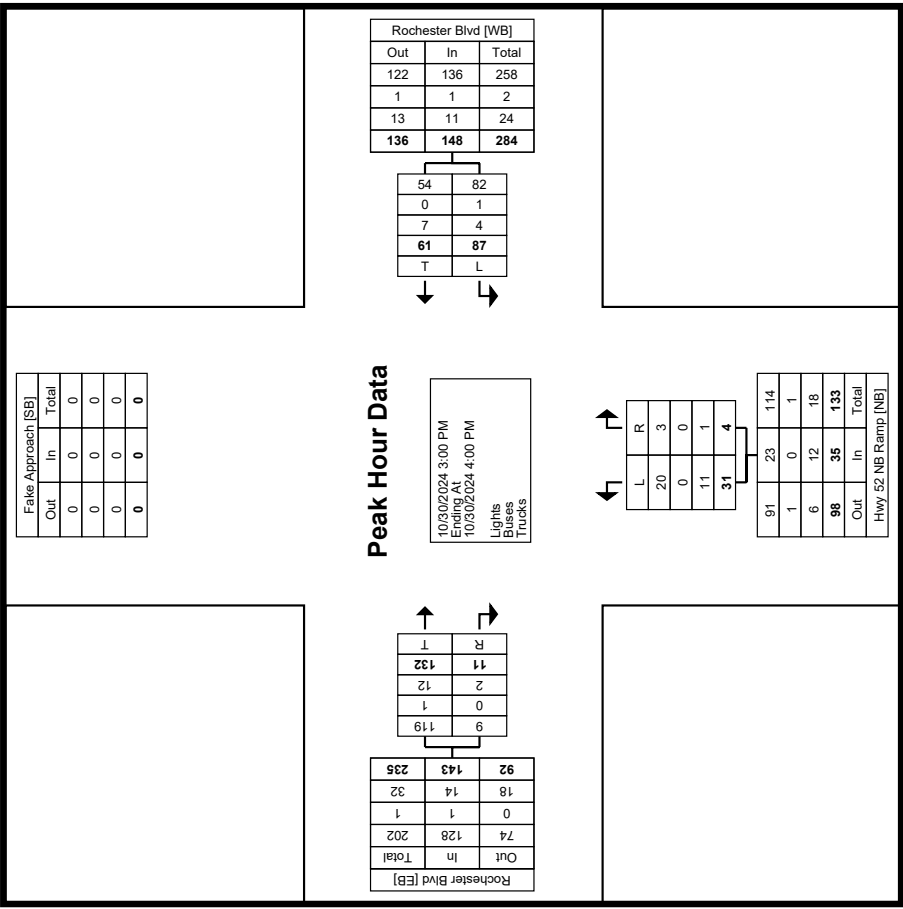 Rochester Blvd [WB]
Out In Total
122 136 258
1 1 2
13 11 24
136 148 284
54 82
0 1
7 4
61 87
T L
Fake Approach [SB]
Out In Total
0 0 0
0 0 0
0 0 0
0 0 0
Peak Hour Data
10/30/2024 3:00 PM
Ending At
10/30/2024 4:00 PM
Lights
Buses
Trucks
L R
20 3
0 0
11 1
31 4
91 23 114
1 0 1
6 12 18
98 35 133
Out In Total
Hwy 52 NB Ramp [NB]
Rochester Blvd [EB]
Out In Total
74 128 202
0 1 1
18 14 32
92 143 235
9 119
0 1
2 12
11 132
R T